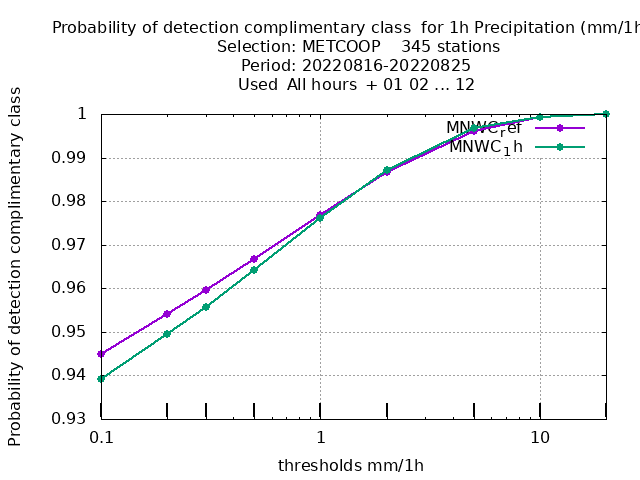 Probability of detection complimentary class for 1h Precipitation (mm/1h
Selection: METCOOP 345 stations
Period: 20220816-20220825
Used All hours + 01 02 ... 12
Probability of detection complimentary class
1
0.99
0.98
0.97
0.96
0.95
0.94
0.93
MNWCref
MNWC1h
0.1
1
10
thresholds mm/1h